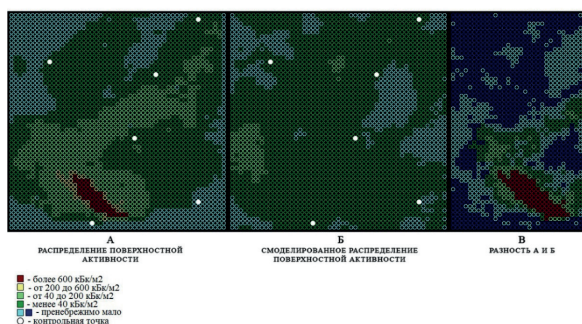 А
РАСПРЕДЕЛЕНИЕ ПОВЕРХНОСТНОЙ
АКТИВНОСТИ
Б
СМОДЕЛИРОВАННОЕ РАСПРЕДЕЛЕНИЕ
ПОВЕРХНОСТНОЙ АКТИВНОСТИ
В
РАЗНОСТЬ А И Б
- более 600 кБк/м2
- от 200 до 600 кБк/м2
- от 40 до 200 кБк/м2
- менее 40 кБк/м2
- пренебрежимо мало
- контрольная точка